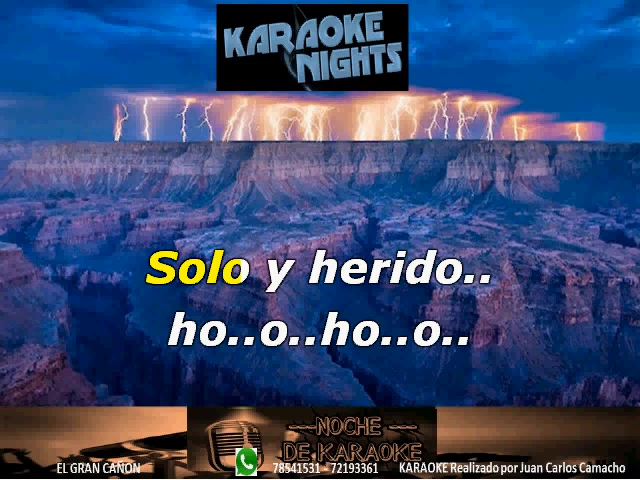 KARAOKE
NIGHTS
Solo y herido..
ho..o..ho..o..
NOCHE
DE KARAOKE
EL GRAN CAÑON 78541531 - 72193361 KARAOKE Realizado por Juan Carlos Camacho